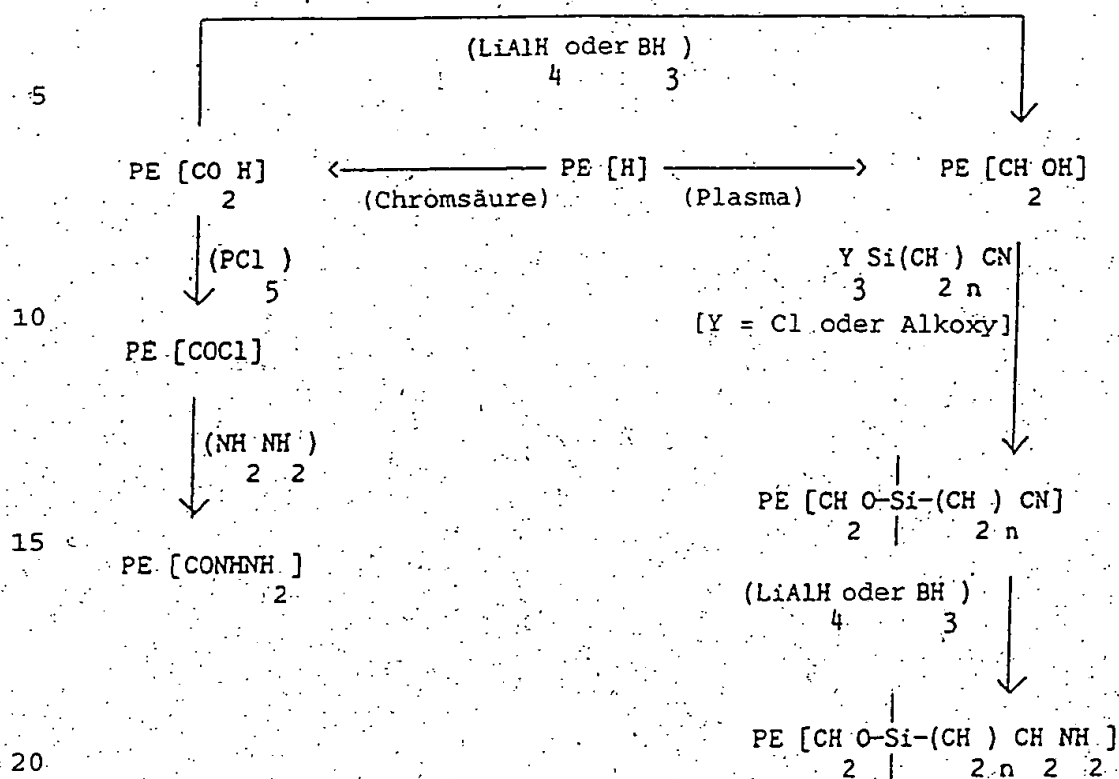 (LiAlH oder BH )
4 3
5
PE [CO H] <—— PE [H] ——> PE [CH OH]
2 (Chromsäure) (Plasma) 2
(PCl )
5
Y Si(CH ) CN
3 2 n
10
[Y = Cl oder Alkoxy]
PE [COCl]
(NH NH )
2 2
PE [CH O-Si-(CH ) CN]
2 2 n
15
PE [CONHNH ]
2
(LiAlH oder BH )
4 3
PE [CH O-Si-(CH ) CH NH ]
20 2 2 n 2 2